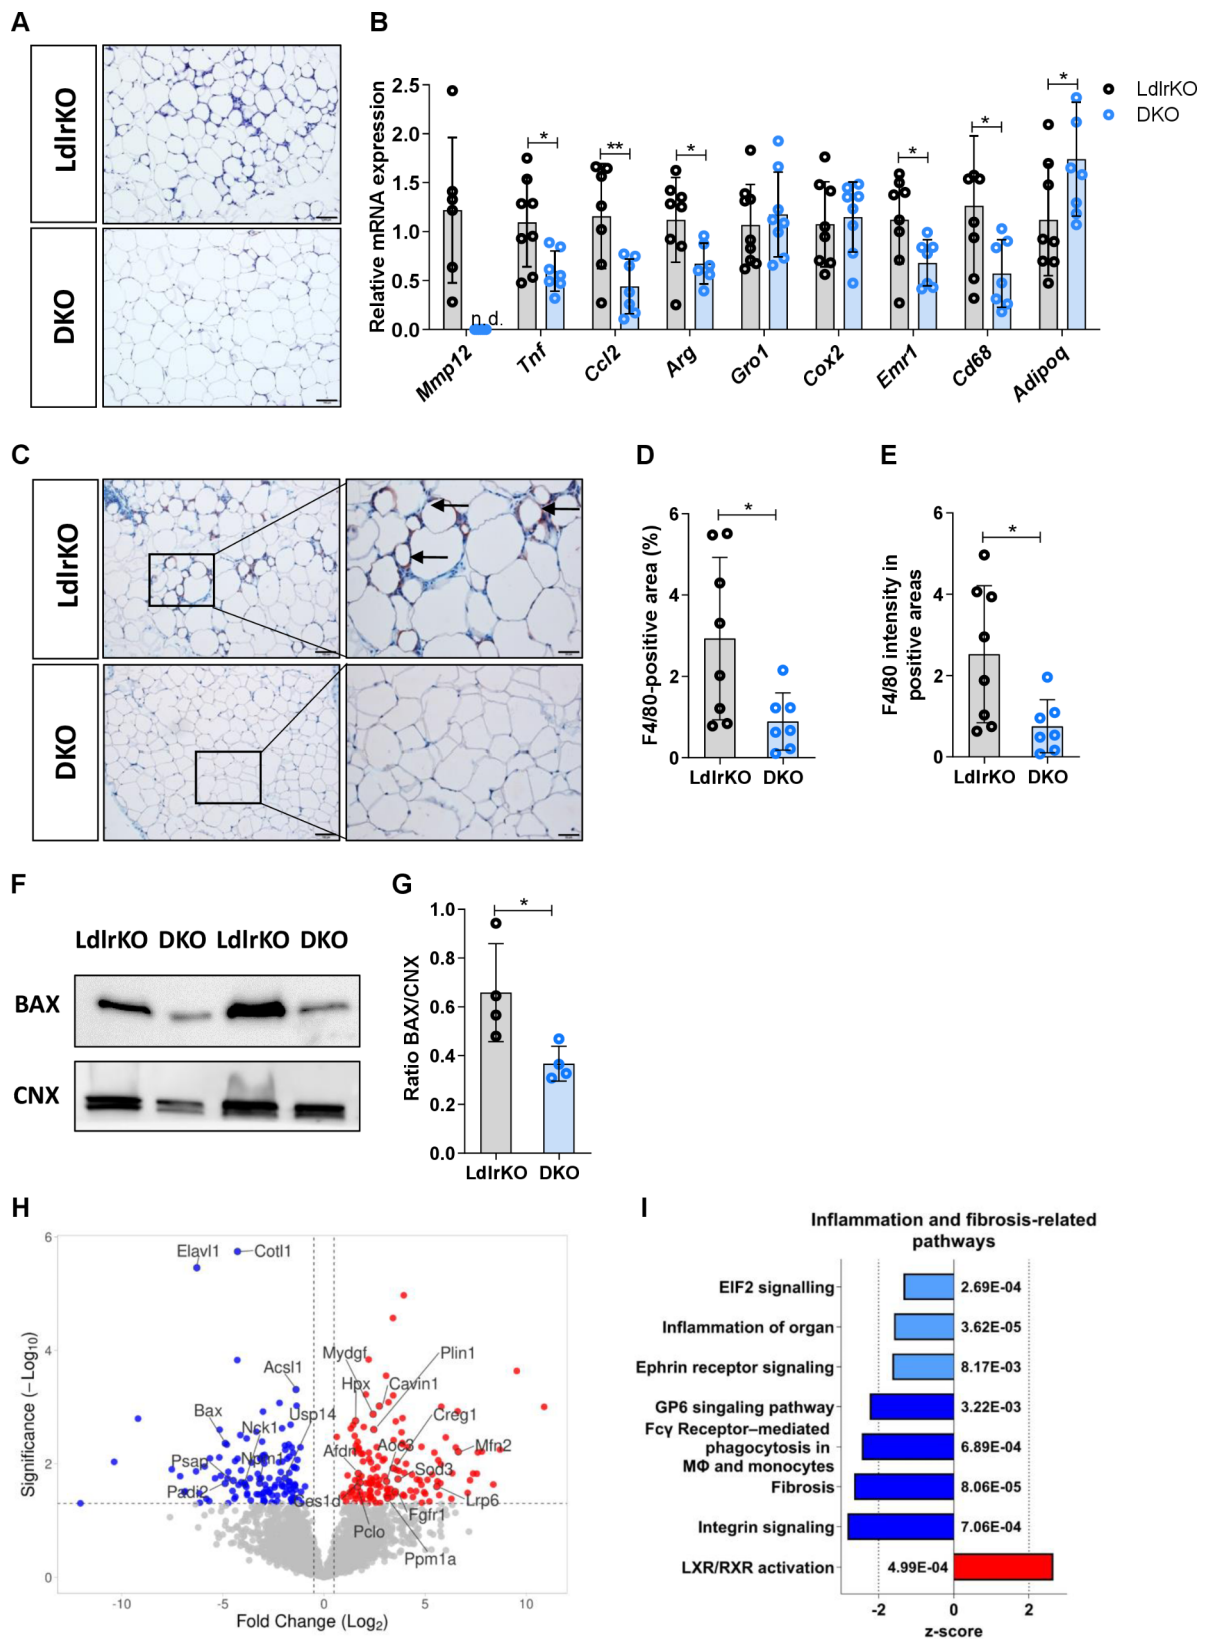 A
LdlrKO
DKO
B
Relative mRNA expression
2.5
2.0
1.5
1.0
0.5
0.0
n.d.
*
**
*
*
*
*
LdlrKO
DKO
Mmp12
Tnf
Ccl2
Arg
Gro1
Cox2
Emr1
Cd68
Adipoq
C
LdlrKO
DKO
D
F4/80-positive area (%)
6
4
2
0
*
LdlrKO DKO
E
F4/80 intensity in
positive areas
6
4
2
0
*
LdlrKO DKO
F
LdlrKO DKO LdlrKO DKO
BAX
CNX
G
Ratio BAX/CNX
1.0
0.8
0.6
0.4
0.2
0.0
*
LdlrKO DKO
H
Significance (−Log10)
6
4
2
0
Elavl1
Cotl1
Acsl1
Bax
Nck1
Usp14
Psap
Npm1
Padi2
Ces1d
Mydgf
Plin1
Hpx
Cavin1
Creg1
Afdn
Aoc3
Mfn2
Sod3
Lrp6
Fgfr1
Pclo
Ppm1a
-10 -5 0 5 10
Fold Change (Log2)
I
Inflammation and fibrosis-related
pathways
EIF2 signalling 2.69E-04
Inflammation of organ 3.62E-05
Ephrin receptor signaling 8.17E-03
GP6 singaling pathway 3.22E-03
Fcγ Receptor–mediated
phagocytosis in 6.89E-04
MΦ and monocytes
Fibrosis 8.06E-05
Integrin signaling 7.06E-04
LXR/RXR activation 4.99E-04
-2 0 2
z-score